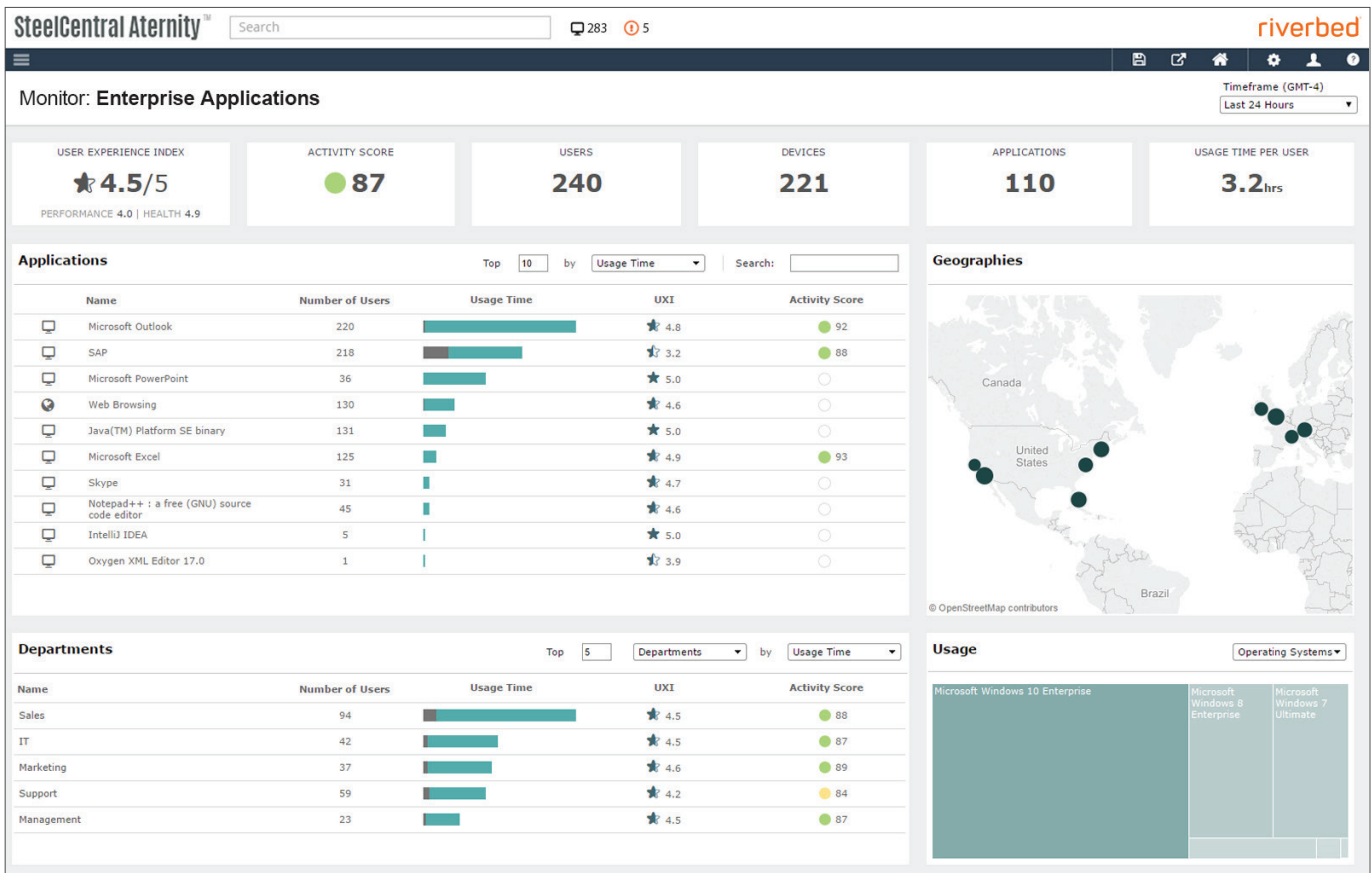 SteelCentral Aternity™
Search
283
5
riverbed
Monitor: Enterprise Applications
Timeframe (GMT-4)
Last 24 Hours
USER EXPERIENCE INDEX
4.5/5
PERFORMANCE 4.0 | HEALTH 4.9
ACTIVITY SCORE
87
USERS
240
DEVICES
221
APPLICATIONS
110
USAGE TIME PER USER
3.2hrs
Applications
Top 10 by Usage Time Search:
Name Number of Users Usage Time UXI Activity Score
Microsoft Outlook 220 4.8 92
SAP 218 3.2 88
Microsoft PowerPoint 36 5.0
Web Browsing 130 4.6
Java(TM) Platform SE binary 131 5.0
Microsoft Excel 125 4.9 93
Skype 31 4.7
Notepad++ : a free (GNU) source
code editor 45 4.6
IntelliJ IDEA 5 5.0
Oxygen XML Editor 17.0 1 3.9
Geographies
Canada
United
States
Brazil
© OpenStreetMap contributors
Departments
Top 5 Departments by Usage Time
Name Number of Users Usage Time UXI Activity Score
Sales 94 4.5 88
IT 42 4.5 87
Marketing 37 4.6 89
Support 59 4.2 84
Management 23 4.5 87
Usage
Operating Systems
Microsoft Windows 10 Enterprise
Microsoft
Windows 8
Enterprise
Microsoft
Windows 7
Ultimate